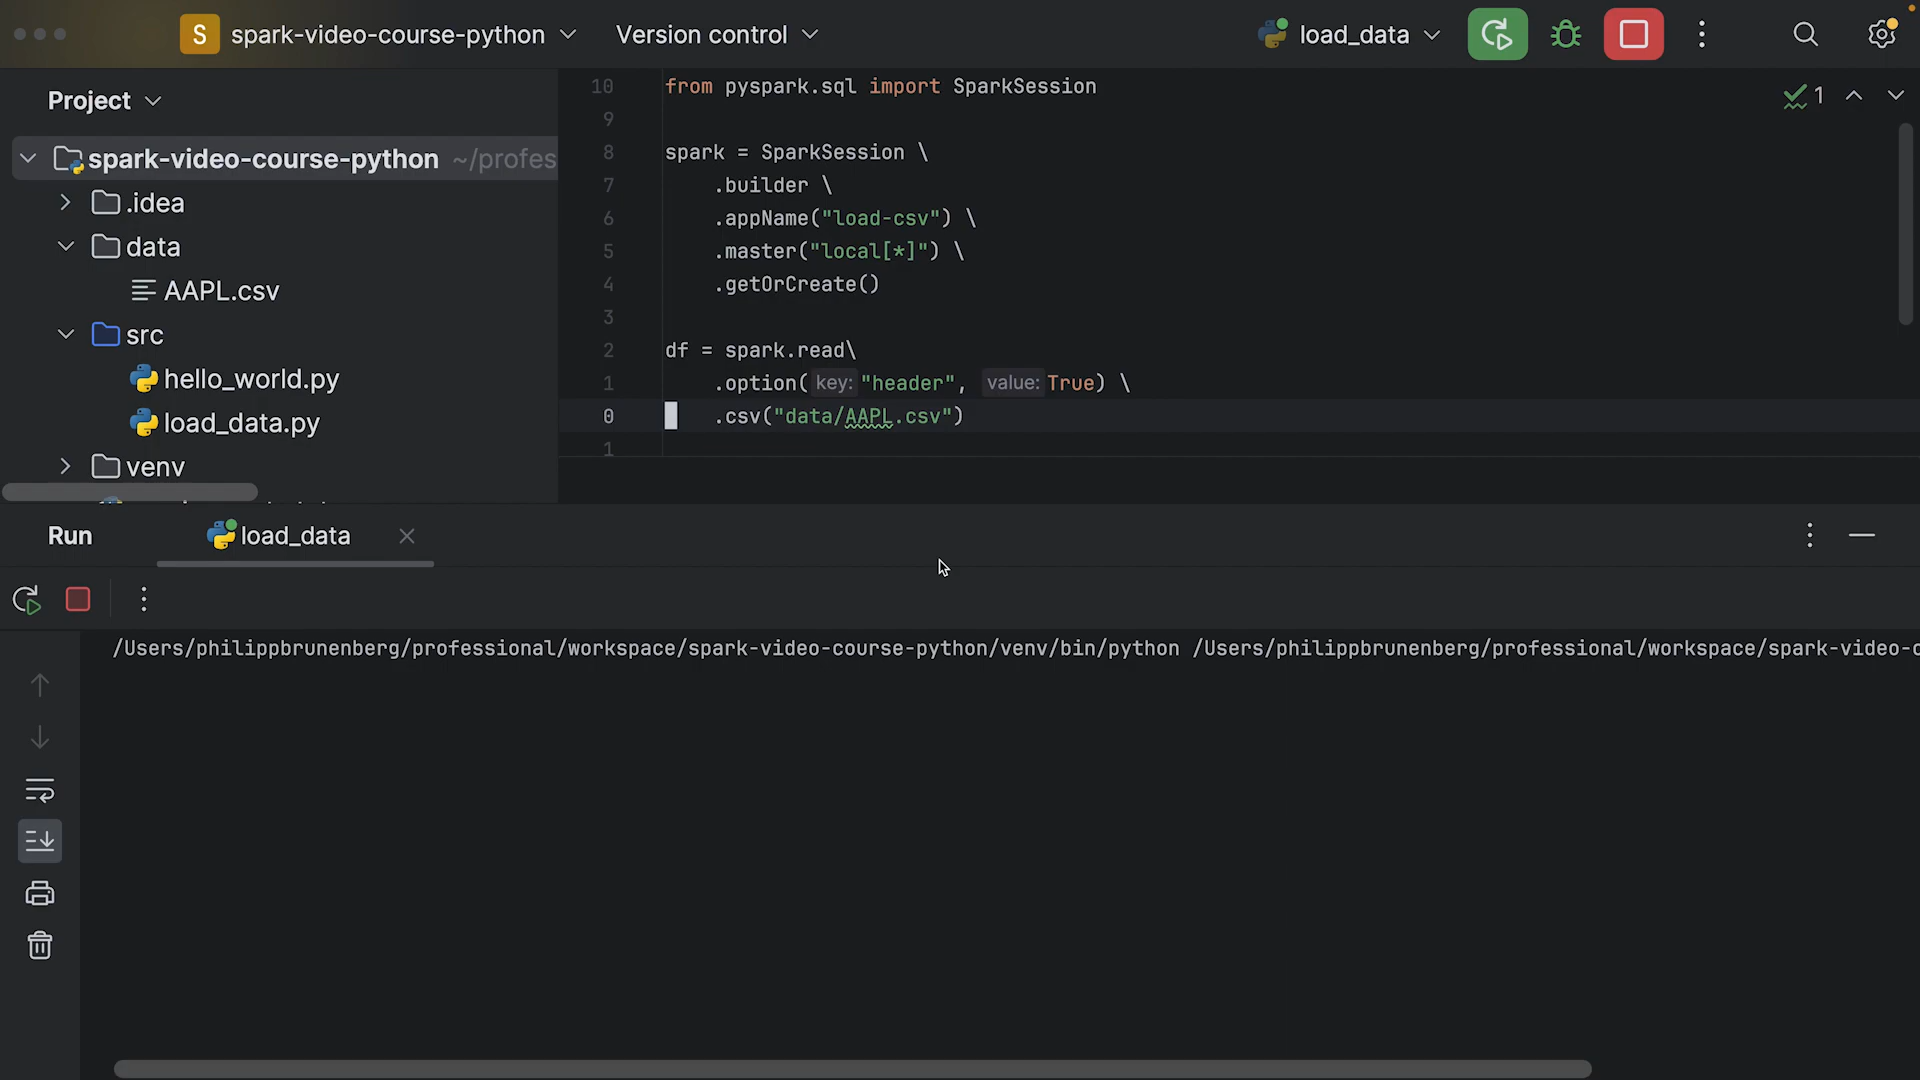 S spark-video-course-python Version control load_data
Project
spark-video-course-python ~/profes
.idea
data
AAPL.csv
src
hello_world.py
load_data.py
venv
10 from pyspark.sql import SparkSession
9
8 spark = SparkSession \
7 .builder \
6 .appName("load-csv") \
5 .master("local[*]") \
4 .getOrCreate()
3
2 df = spark.read\
1 .option( key: "header", value: True) \
0 .csv("data/AAPL.csv")
1
1
Run load_data
/Users/philippbrunenberg/professional/workspace/spark-video-course-python/venv/bin/python /Users/philippbrunenberg/professional/workspace/spark-video-c